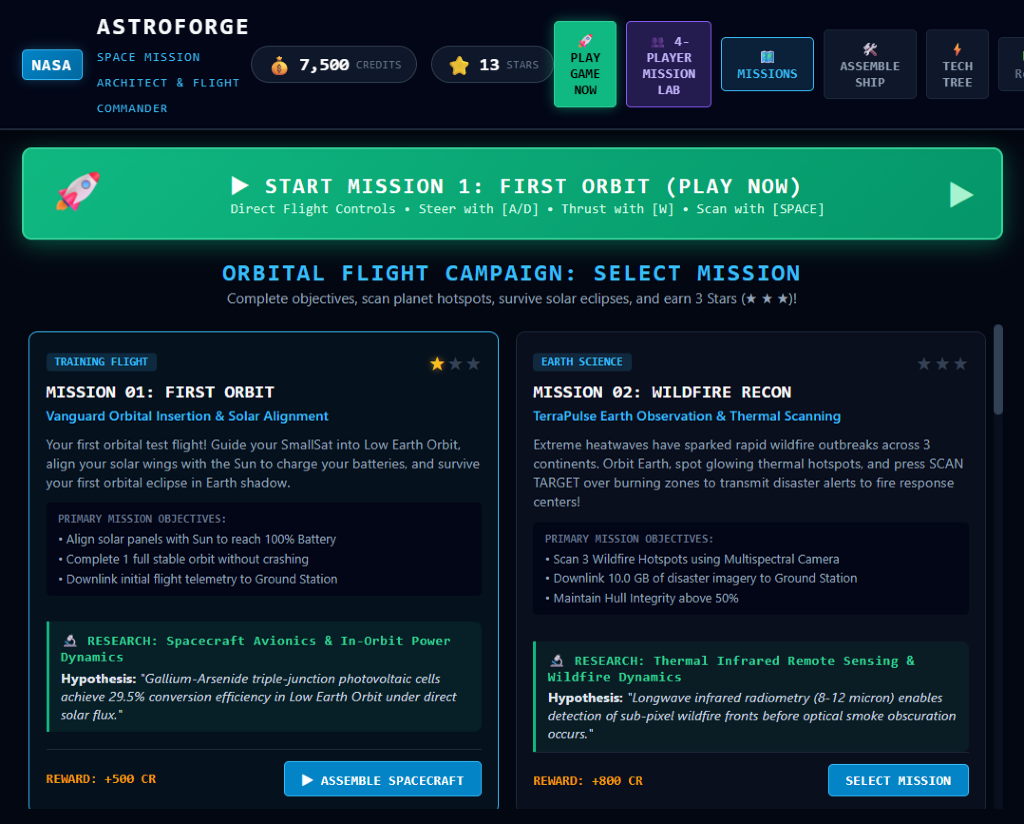 NASA
ASTROFORGE
SPACE MISSION
ARCHITECT & FLIGHT
COMMANDER
7,500 CREDITS
13 STARS
PLAY
GAME
NOW
4-
PLAYER
MISSION
LAB
MISSIONS
ASSEMBLE
SHIP
TECH
TREE
▶ START MISSION 1: FIRST ORBIT (PLAY NOW)
Direct Flight Controls • Steer with [A/D] • Thrust with [W] • Scan with [SPACE]
ORBITAL FLIGHT CAMPAIGN: SELECT MISSION
Complete objectives, scan planet hotspots, survive solar eclipses, and earn 3 Stars (★ ★ ★)!
TRAINING FLIGHT
MISSION 01: FIRST ORBIT
Vanguard Orbital Insertion & Solar Alignment
Your first orbital test flight! Guide your SmallSat into Low Earth Orbit,
align your solar wings with the Sun to charge your batteries, and survive
your first orbital eclipse in Earth shadow.
PRIMARY MISSION OBJECTIVES:
• Align solar panels with Sun to reach 100% Battery
• Complete 1 full stable orbit without crashing
• Downlink initial flight telemetry to Ground Station
RESEARCH: Spacecraft Avionics & In-Orbit Power
Dynamics
Hypothesis: "Gallium-Arsenide triple-junction photovoltaic cells
achieve 29.5% conversion efficiency in Low Earth Orbit under direct
solar flux."
REWARD: +500 CR
▶ ASSEMBLE SPACECRAFT
EARTH SCIENCE
MISSION 02: WILDFIRE RECON
TerraPulse Earth Observation & Thermal Scanning
Extreme heatwaves have sparked rapid wildfire outbreaks across 3
continents. Orbit Earth, spot glowing thermal hotspots, and press SCAN
TARGET over burning zones to transmit disaster alerts to fire response
centers!
PRIMARY MISSION OBJECTIVES:
• Scan 3 Wildfire Hotspots using Multispectral Camera
• Downlink 10.0 GB of disaster imagery to Ground Station
• Maintain Hull Integrity above 50%
RESEARCH: Thermal Infrared Remote Sensing &
Wildfire Dynamics
Hypothesis: "Longwave infrared radiometry (8-12 micron) enables
detection of sub-pixel wildfire fronts before optical smoke obscuration
occurs."
REWARD: +800 CR
SELECT MISSION